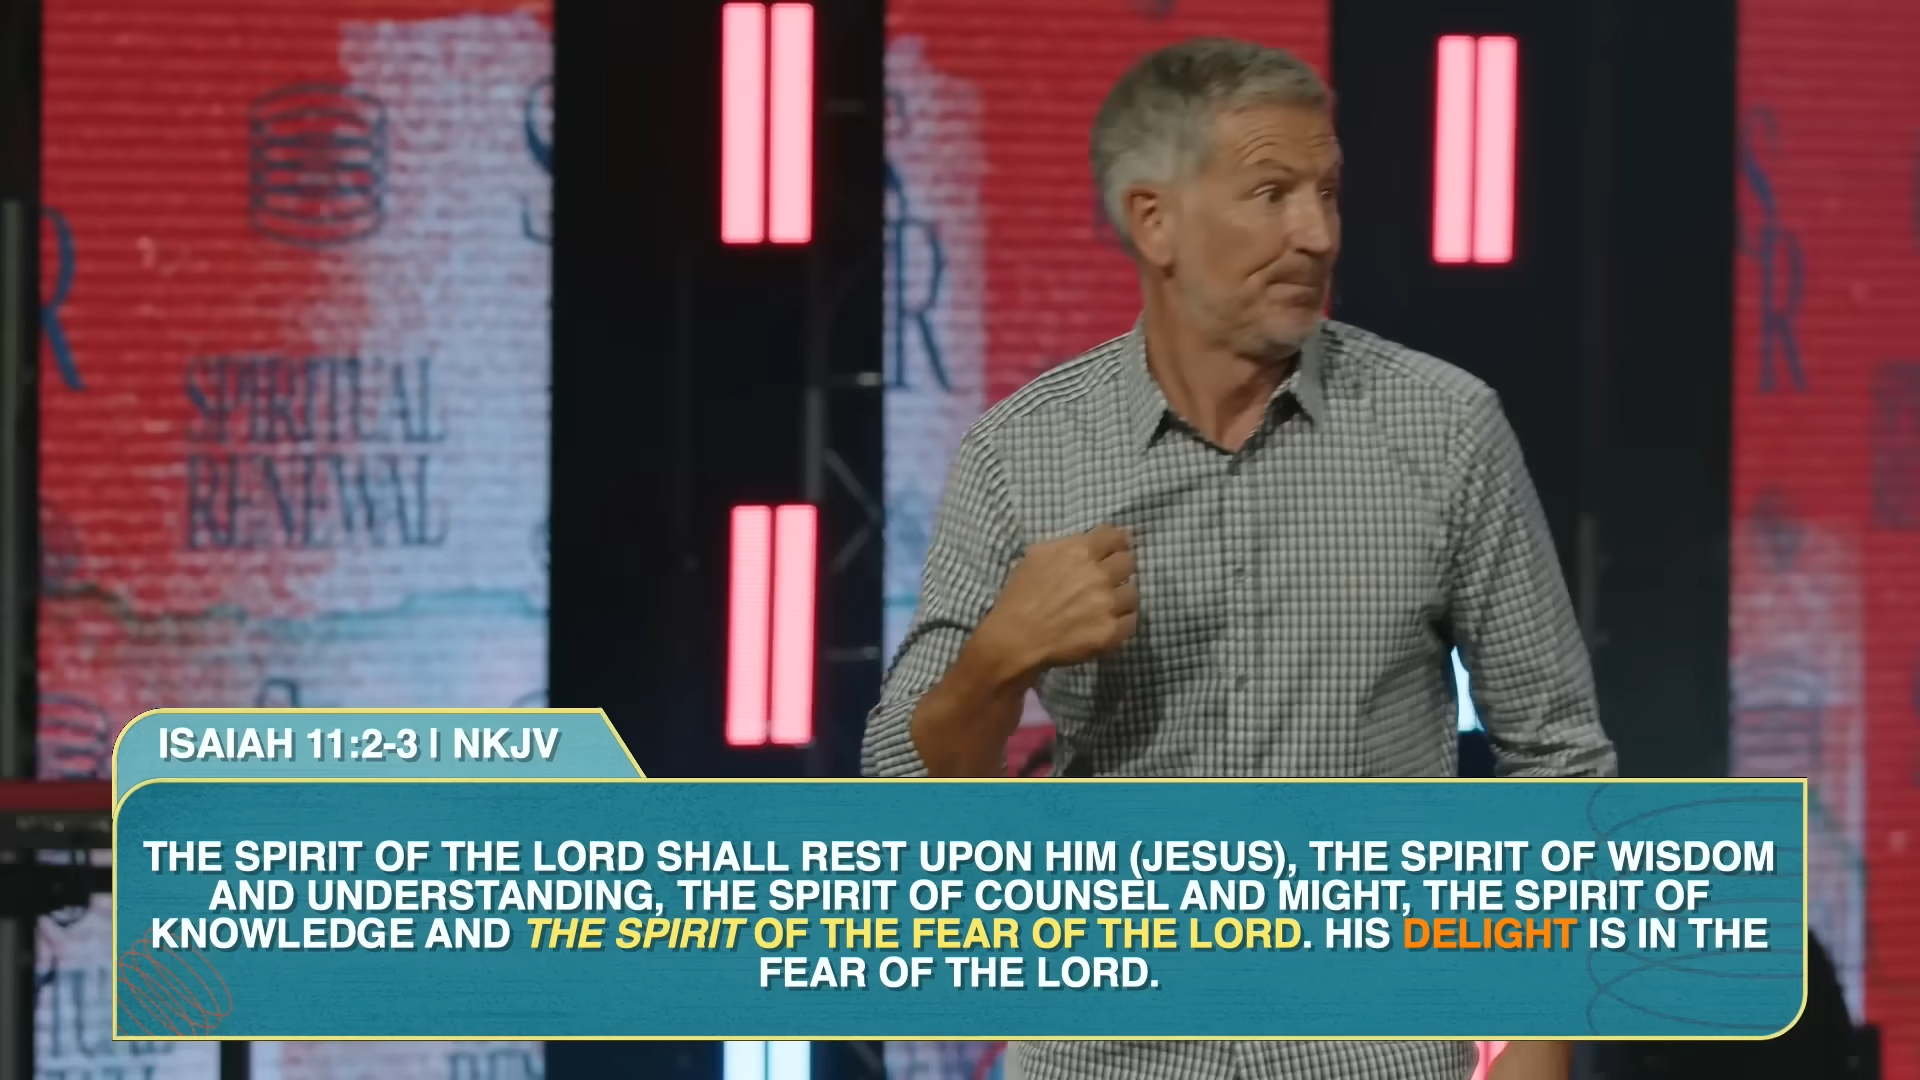 SPIRITUAL
RENEWAL
S
R
R
S
R
ISAIAH 11:2-3 | NKJV
THE SPIRIT OF THE LORD SHALL REST UPON HIM (JESUS), THE SPIRIT OF WISDOM
AND UNDERSTANDING, THE SPIRIT OF COUNSEL AND MIGHT, THE SPIRIT OF
KNOWLEDGE AND THE SPIRIT OF THE FEAR OF THE LORD. HIS DELIGHT IS IN THE
FEAR OF THE LORD.